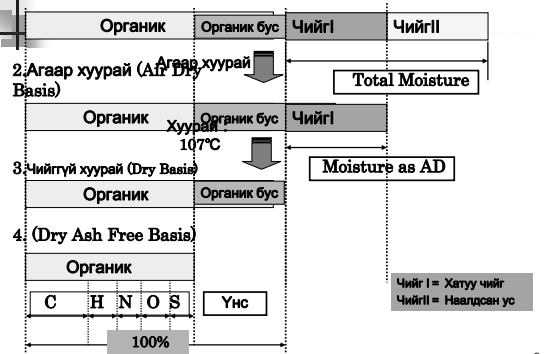 Органик Органик бус ЧийгI ЧийгII
Агаар хуурай
2.Агаар хуурай (Air Dry
Basis)
Total Moisture
Органик Органик бус ЧийгI
Хуурай :
107℃
3.Чийггүй хуурай (Dry Basis)
Moisture as AD
Органик Органик бус
4. (Dry Ash Free Basis)
Органик
C H N O S Үнс
100%
Чийг I = Хатуу чийг
ЧийгII = Наалдсан ус